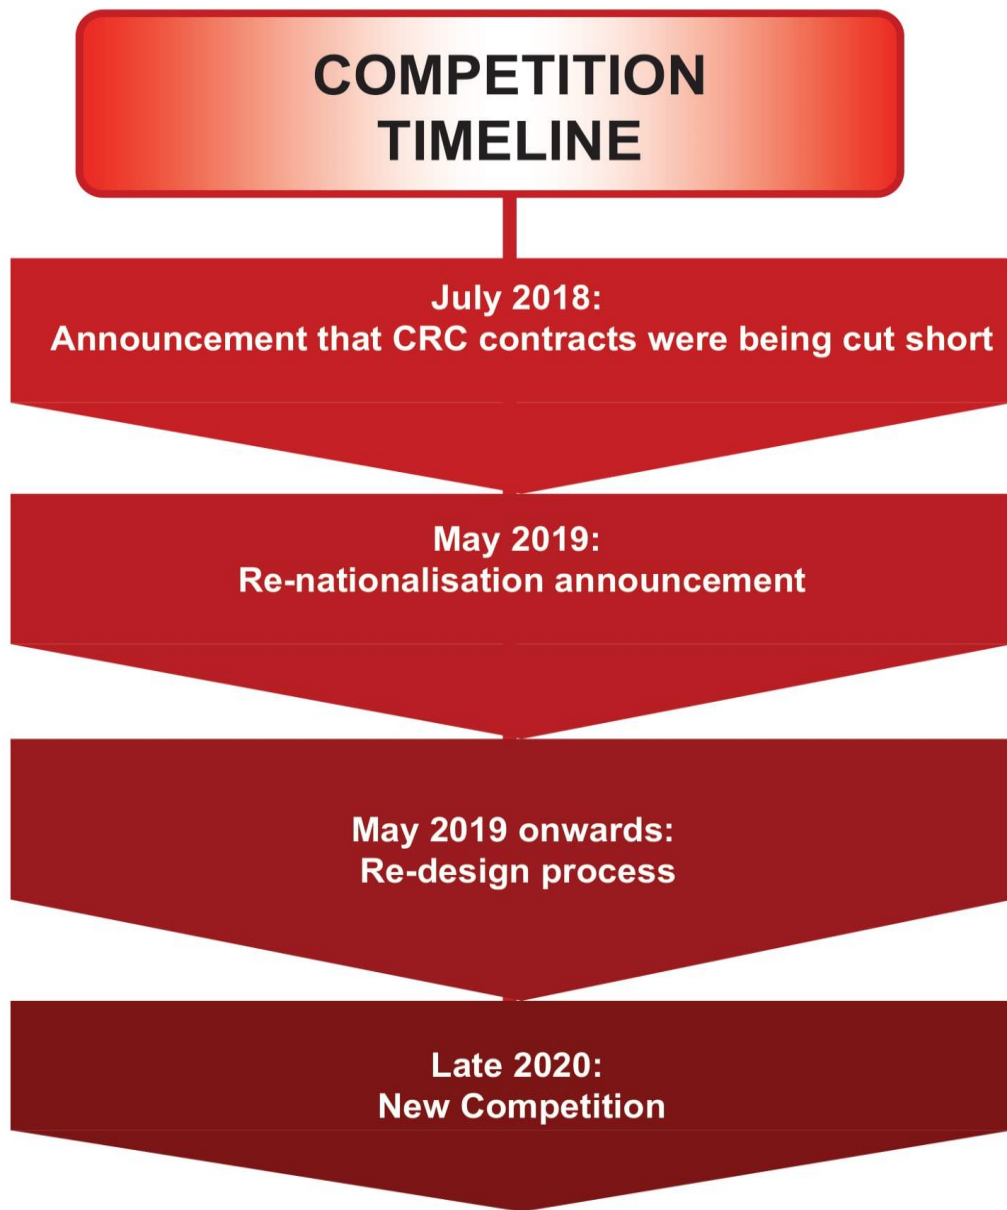 COMPETITION
TIMELINE
July 2018:
Announcement that CRC contracts were being cut short
May 2019:
Re-nationalisation announcement
May 2019 onwards:
Re-design process
Late 2020:
New Competition